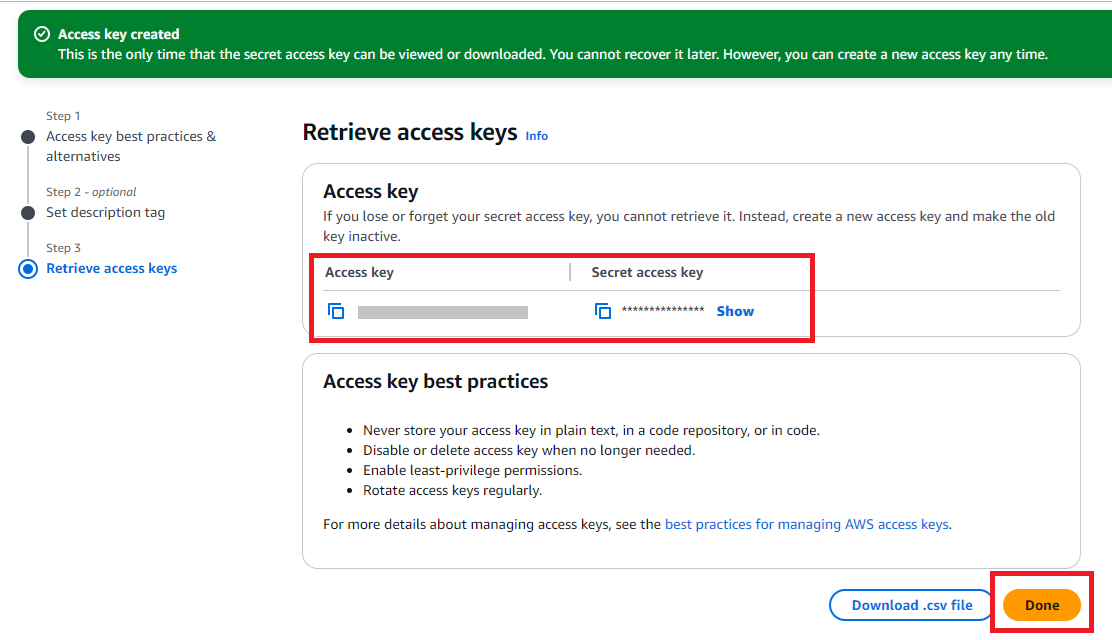 Access key created
This is the only time that the secret access key can be viewed or downloaded. You cannot recover it later. However, you can create a new access key any time.
Step 1
Access key best practices &
alternatives
Step 2 - optional
Set description tag
Step 3
Retrieve access keys
Retrieve access keys Info
Access key
If you lose or forget your secret access key, you cannot retrieve it. Instead, create a new access key and make the old
key inactive.
Access key Secret access key
*************** Show
Access key best practices
• Never store your access key in plain text, in a code repository, or in code.
• Disable or delete access key when no longer needed.
• Enable least-privilege permissions.
• Rotate access keys regularly.
For more details about managing access keys, see the best practices for managing AWS access keys.
Download .csv file Done